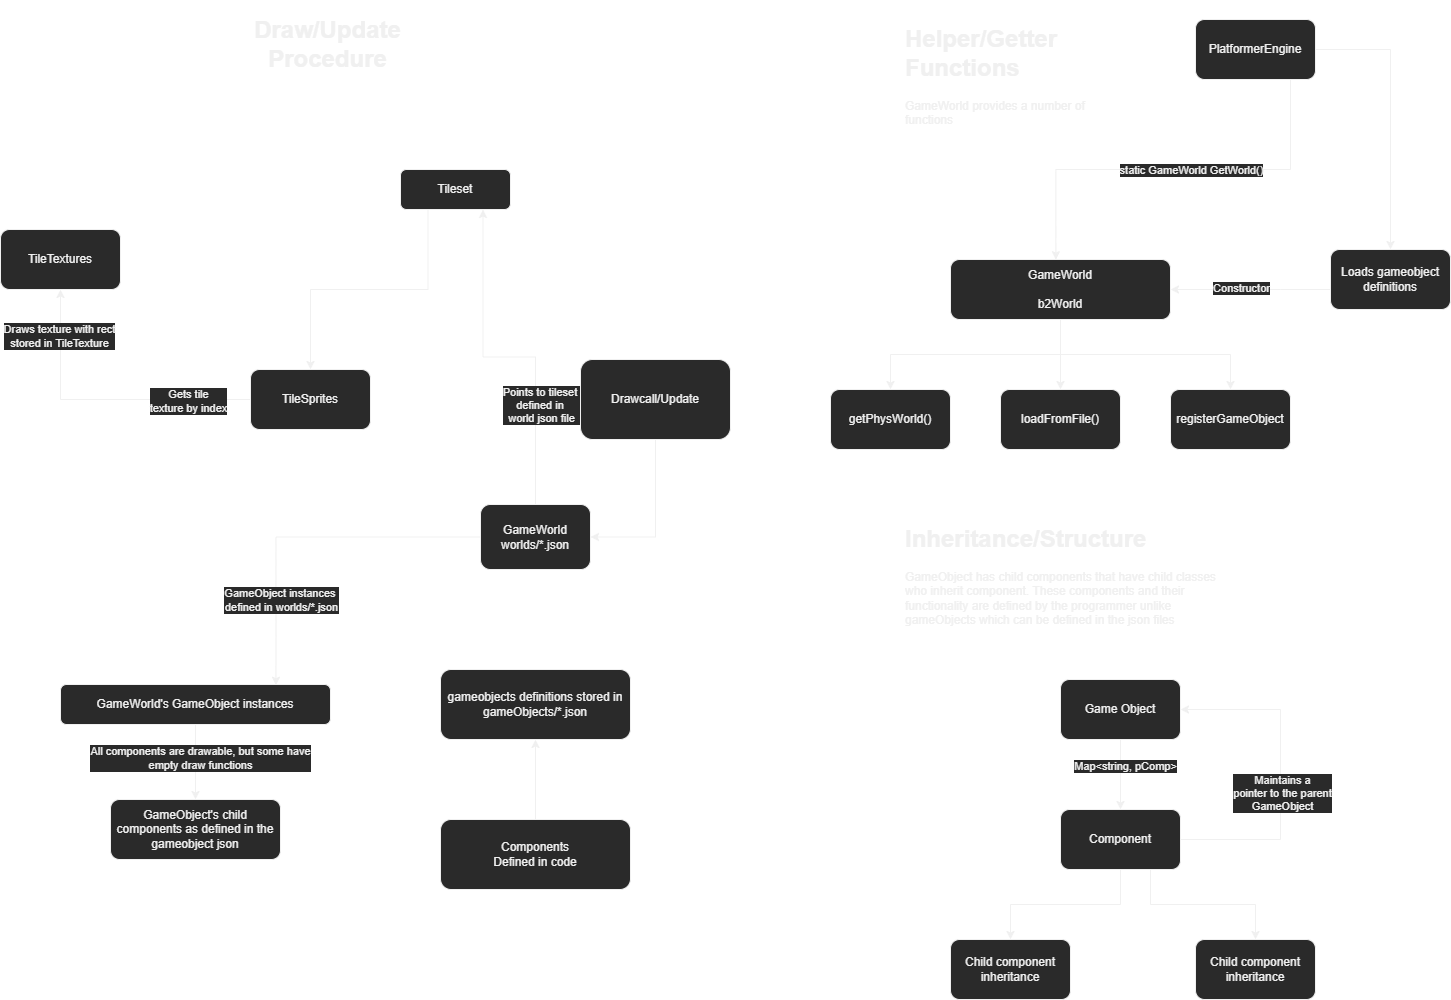 Draw/Update
Procedure
Tileset
TileTextures
Draws texture with rect
stored in TileTexture
Gets tile
texture by index
TileSprites
Points to tileset
defined in
world json file
Drawcall/Update
GameWorld
worlds/*.json
GameObject instances
defined in worlds/*.json
GameWorld's GameObject instances
All components are drawable, but some have
empty draw functions
GameObject's child
components as defined in the
gameobject json
gameobjects definitions stored in
gameObjects/*.json
Components
Defined in code
Helper/Getter
Functions
GameWorld provides a number of
functions
PlatformerEngine
static GameWorld GetWorld()
GameWorld
b2World
Constructor
Loads gameobject
definitions
getPhysWorld()
loadFromFile()
registerGameObject
Inheritance/Structure
GameObject has child components that have child classes
who inherit component. These components and their
functionality are defined by the programmer unlike
gameObjects which can be defined in the json files
Game Object
Map<string, pComp>
Maintains a
pointer to the parent
GameObject
Component
Child component
inheritance
Child component
inheritance